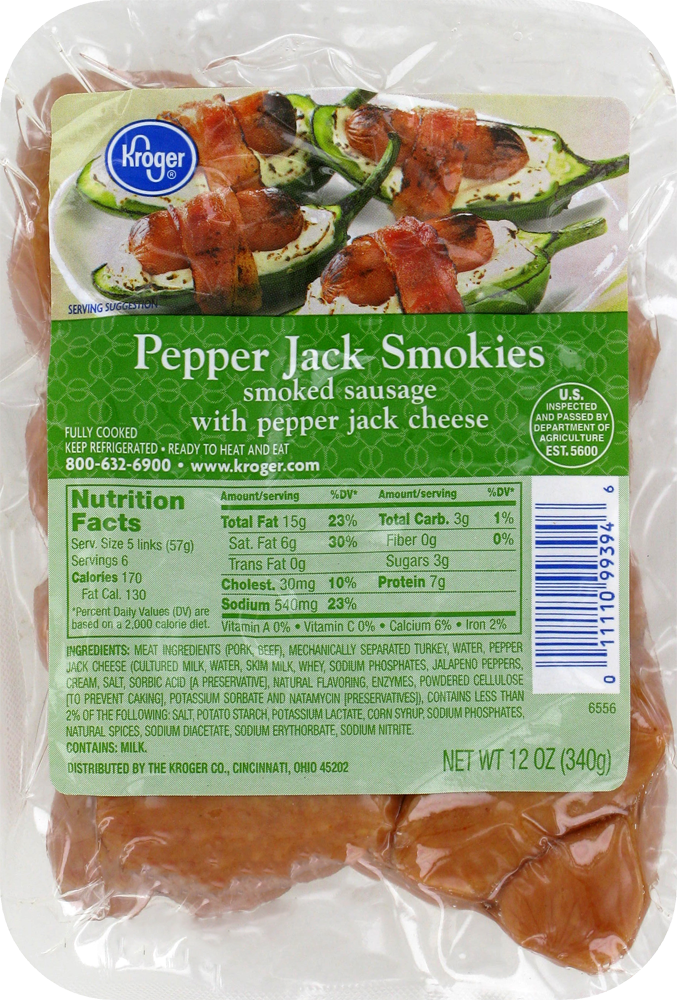 Kroger®
SERVING SUGGESTION
Pepper Jack Smokies
smoked sausage
with pepper jack cheese
FULLY COOKED
KEEP REFRIGERATED • READY TO HEAT AND EAT
800-632-6900 • www.kroger.com
U.S.
INSPECTED
AND PASSED BY
DEPARTMENT OF
AGRICULTURE
EST. 5600
Nutrition
Facts
Serv. Size 5 links (57g)
Servings 6
Calories 170
Fat Cal. 130
*Percent Daily Values (DV) are
based on a 2,000 calorie diet.
Amount/serving %DV* Amount/serving %DV*
Total Fat 15g 23% Total Carb. 3g 1%
Sat. Fat 6g 30% Fiber 0g 0%
Trans Fat 0g Sugars 3g
Cholest. 30mg 10% Protein 7g
Sodium 540mg 23%
Vitamin A 0% • Vitamin C 0% • Calcium 6% • Iron 2%
INGREDIENTS: MEAT INGREDIENTS (PORK, BEEF), MECHANICALLY SEPARATED TURKEY, WATER, PEPPER
JACK CHEESE (CULTURED MILK, WATER, SKIM MILK, WHEY, SODIUM PHOSPHATES, JALAPENO PEPPERS,
CREAM, SALT, SORBIC ACID [A PRESERVATIVE], NATURAL FLAVORING, ENZYMES, POWDERED CELLULOSE
[TO PREVENT CAKING], POTASSIUM SORBATE AND NATAMYCIN [PRESERVATIVES]), CONTAINS LESS THAN
2% OF THE FOLLOWING: SALT, POTATO STARCH, POTASSIUM LACTATE, CORN SYRUP, SODIUM PHOSPHATES,
NATURAL SPICES, SODIUM DIACETATE, SODIUM ERYTHORBATE, SODIUM NITRITE.
CONTAINS: MILK.
DISTRIBUTED BY THE KROGER CO., CINCINNATI, OHIO 45202
0 11110 99394 6
6556
NET WT 12 OZ (340g)